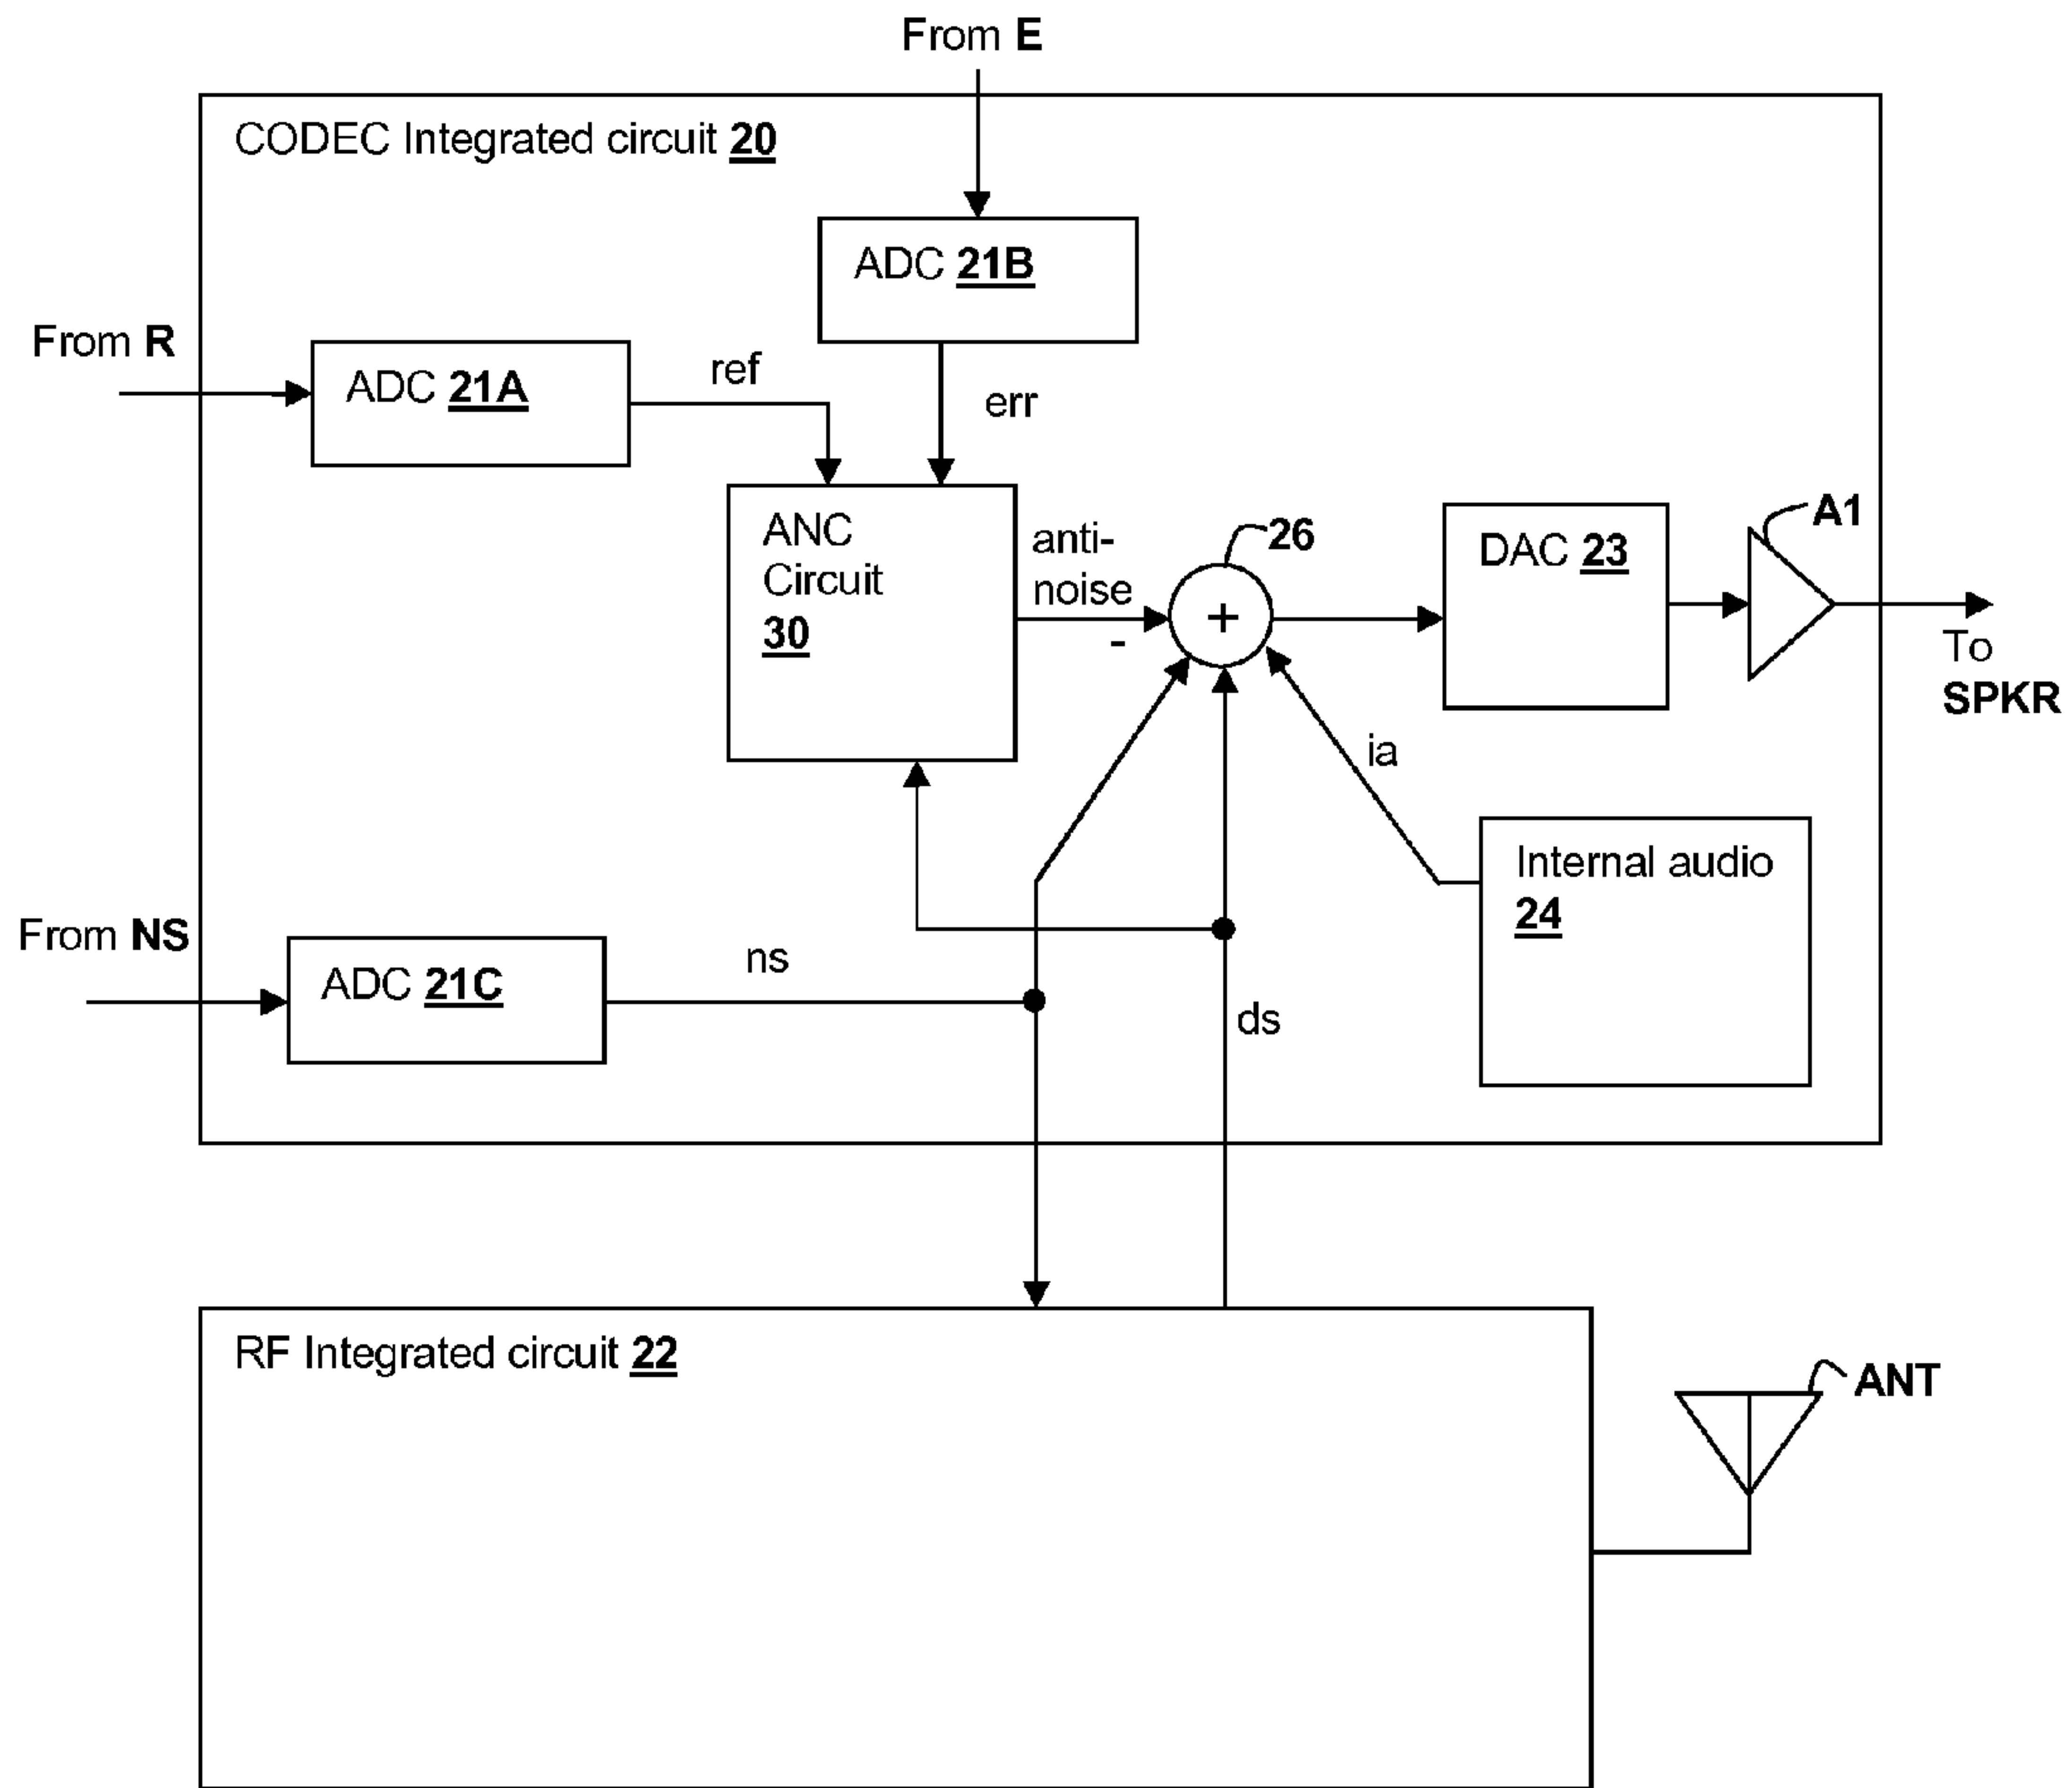 From E
CODEC Integrated circuit 20
ADC 21B
From R
ADC 21A
ref
err
ANC
Circuit
30
anti-
noise
-
26
+
DAC 23
A1
To
SPKR
ia
Internal audio
24
From NS
ADC 21C
ns
ds
RF Integrated circuit 22
ANT